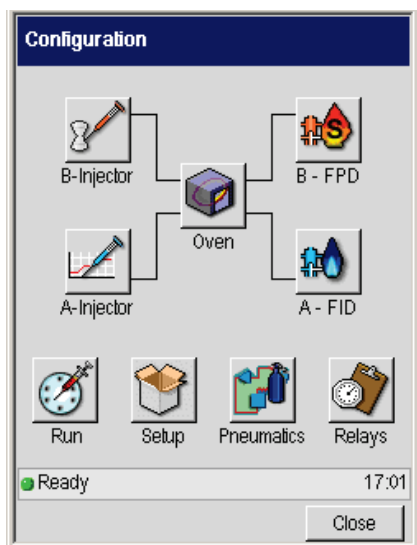 Configuration
B-Injector
B - FPD
S
Oven
A-Injector
A - FID
Run
Setup
Pneumatics
Relays
Ready
17:01
Close